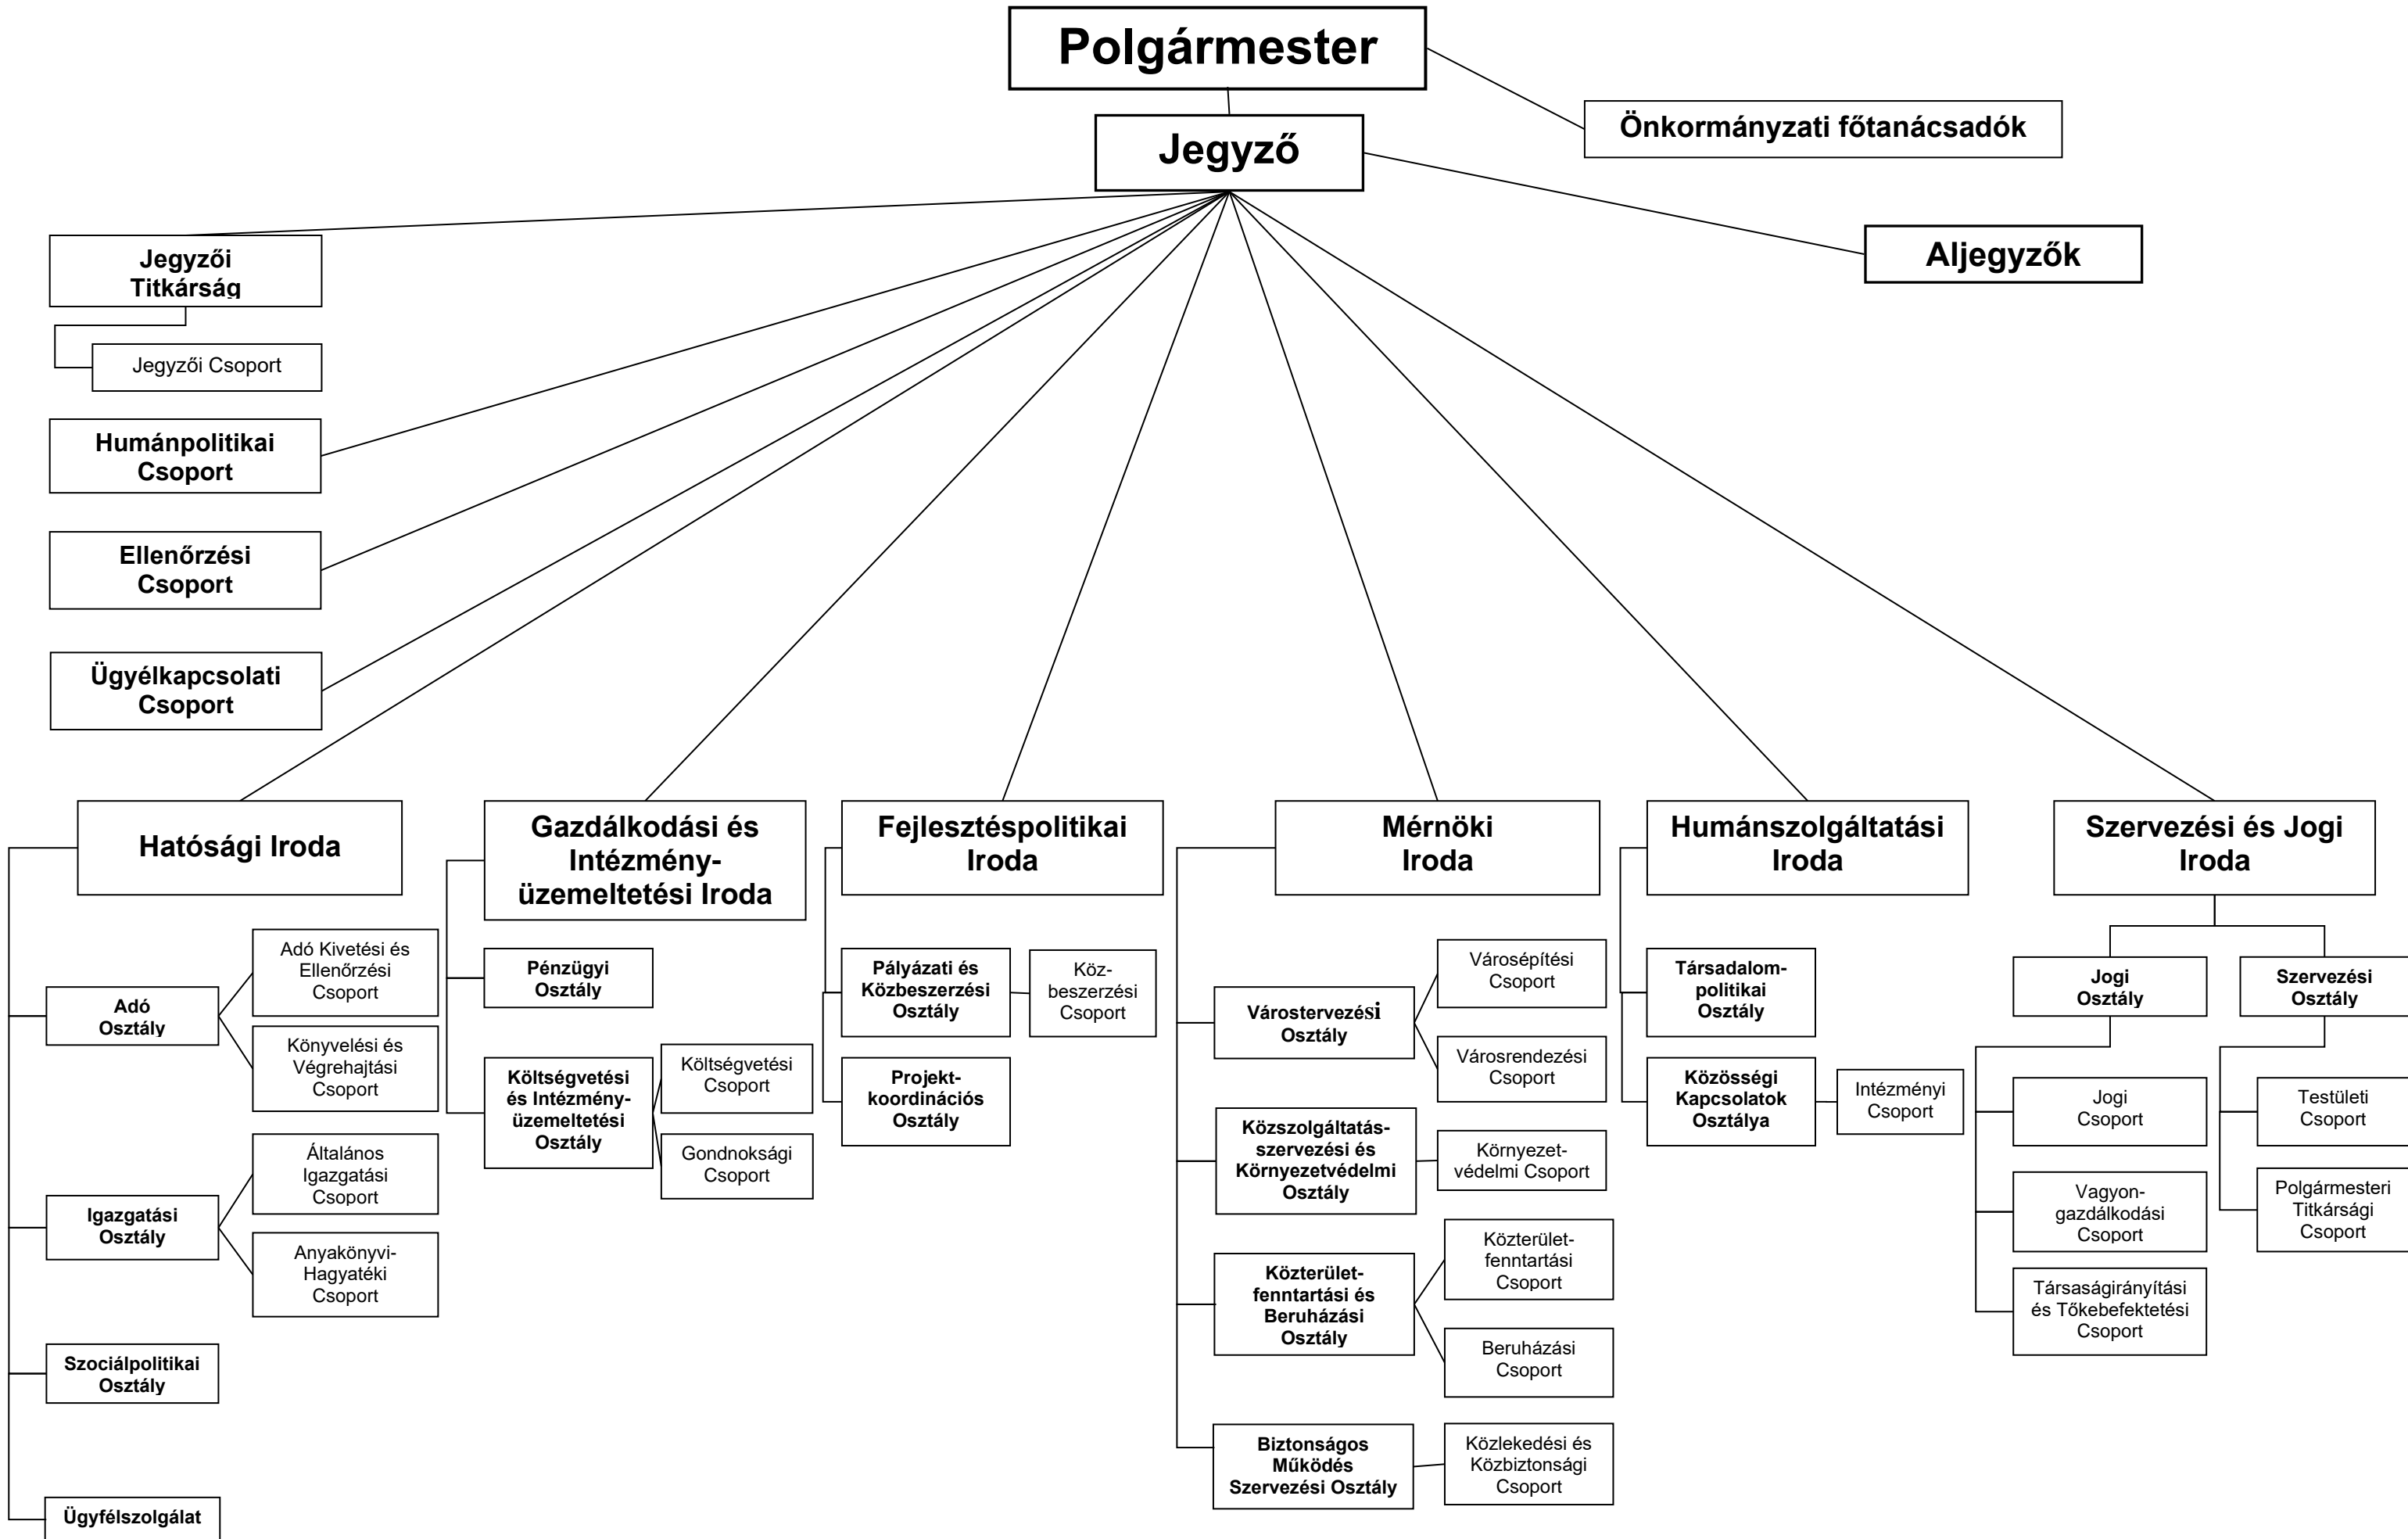 Polgármester
Önkormányzati főtanácsadók
Jegyző
Aljegyzők
Jegyzői
Titkárság
Jegyzői Csoport
Humánpolitikai
Csoport
Ellenőrzési
Csoport
Ügyélkapcsolati
Csoport
Hatósági Iroda
Adó
Osztály
Adó Kivetési és
Ellenőrzési
Csoport
Könyvelési és
Végrehajtási
Csoport
Igazgatási
Osztály
Általános
Igazgatási
Csoport
Anyakönyvi-
Hagyatéki
Csoport
Szociálpolitikai
Osztály
Ügyfélszolgálat
Gazdálkodási és
Intézmény-
üzemeltetési Iroda
Pénzügyi
Osztály
Költségvetési
és Intézmény-
üzemeltetési
Osztály
Költségvetési
Csoport
Gondnoksági
Csoport
Fejlesztéspolitikai
Iroda
Pályázati és
Közbeszerzési
Osztály
Köz-
beszerzési
Csoport
Projekt-
koordinációs
Osztály
Mérnöki
Iroda
Várostervezési
Osztály
Városépítési
Csoport
Városrendezési
Csoport
Közszolgáltatás-
szervezési és
Környezetvédelmi
Osztály
Környezet-
védelmi Csoport
Közterület-
fenntartási és
Beruházási
Osztály
Közterület-
fenntartási
Csoport
Beruházási
Csoport
Biztonságos
Működés
Szervezési Osztály
Közlekedési és
Közbiztonsági
Csoport
Humánszolgáltatási
Iroda
Társadalom-
politikai
Osztály
Közösségi
Kapcsolatok
Osztálya
Intézményi
Csoport
Szervezési és Jogi
Iroda
Jogi
Osztály
Jogi
Csoport
Vagyon-
gazdálkodási
Csoport
Társaságirányítási
és Tőkebefektetési
Csoport
Szervezési
Osztály
Testületi
Csoport
Polgármesteri
Titkársági
Csoport